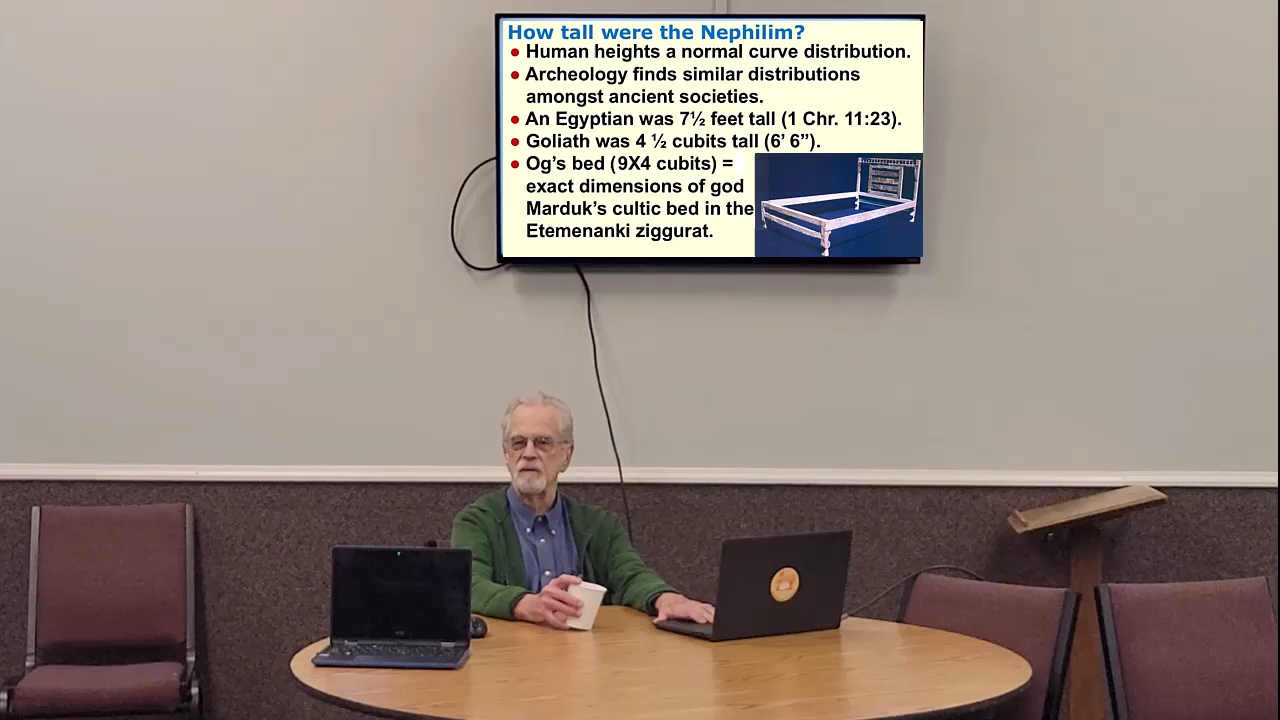 How tall were the Nephilim?
● Human heights a normal curve distribution.
● Archeology finds similar distributions
amongst ancient societies.
● An Egyptian was 7½ feet tall (1 Chr. 11:23).
● Goliath was 4 ½ cubits tall (6’ 6”).
● Og’s bed (9X4 cubits) =
exact dimensions of god
Marduk’s cultic bed in the
Etemenanki ziggurat.